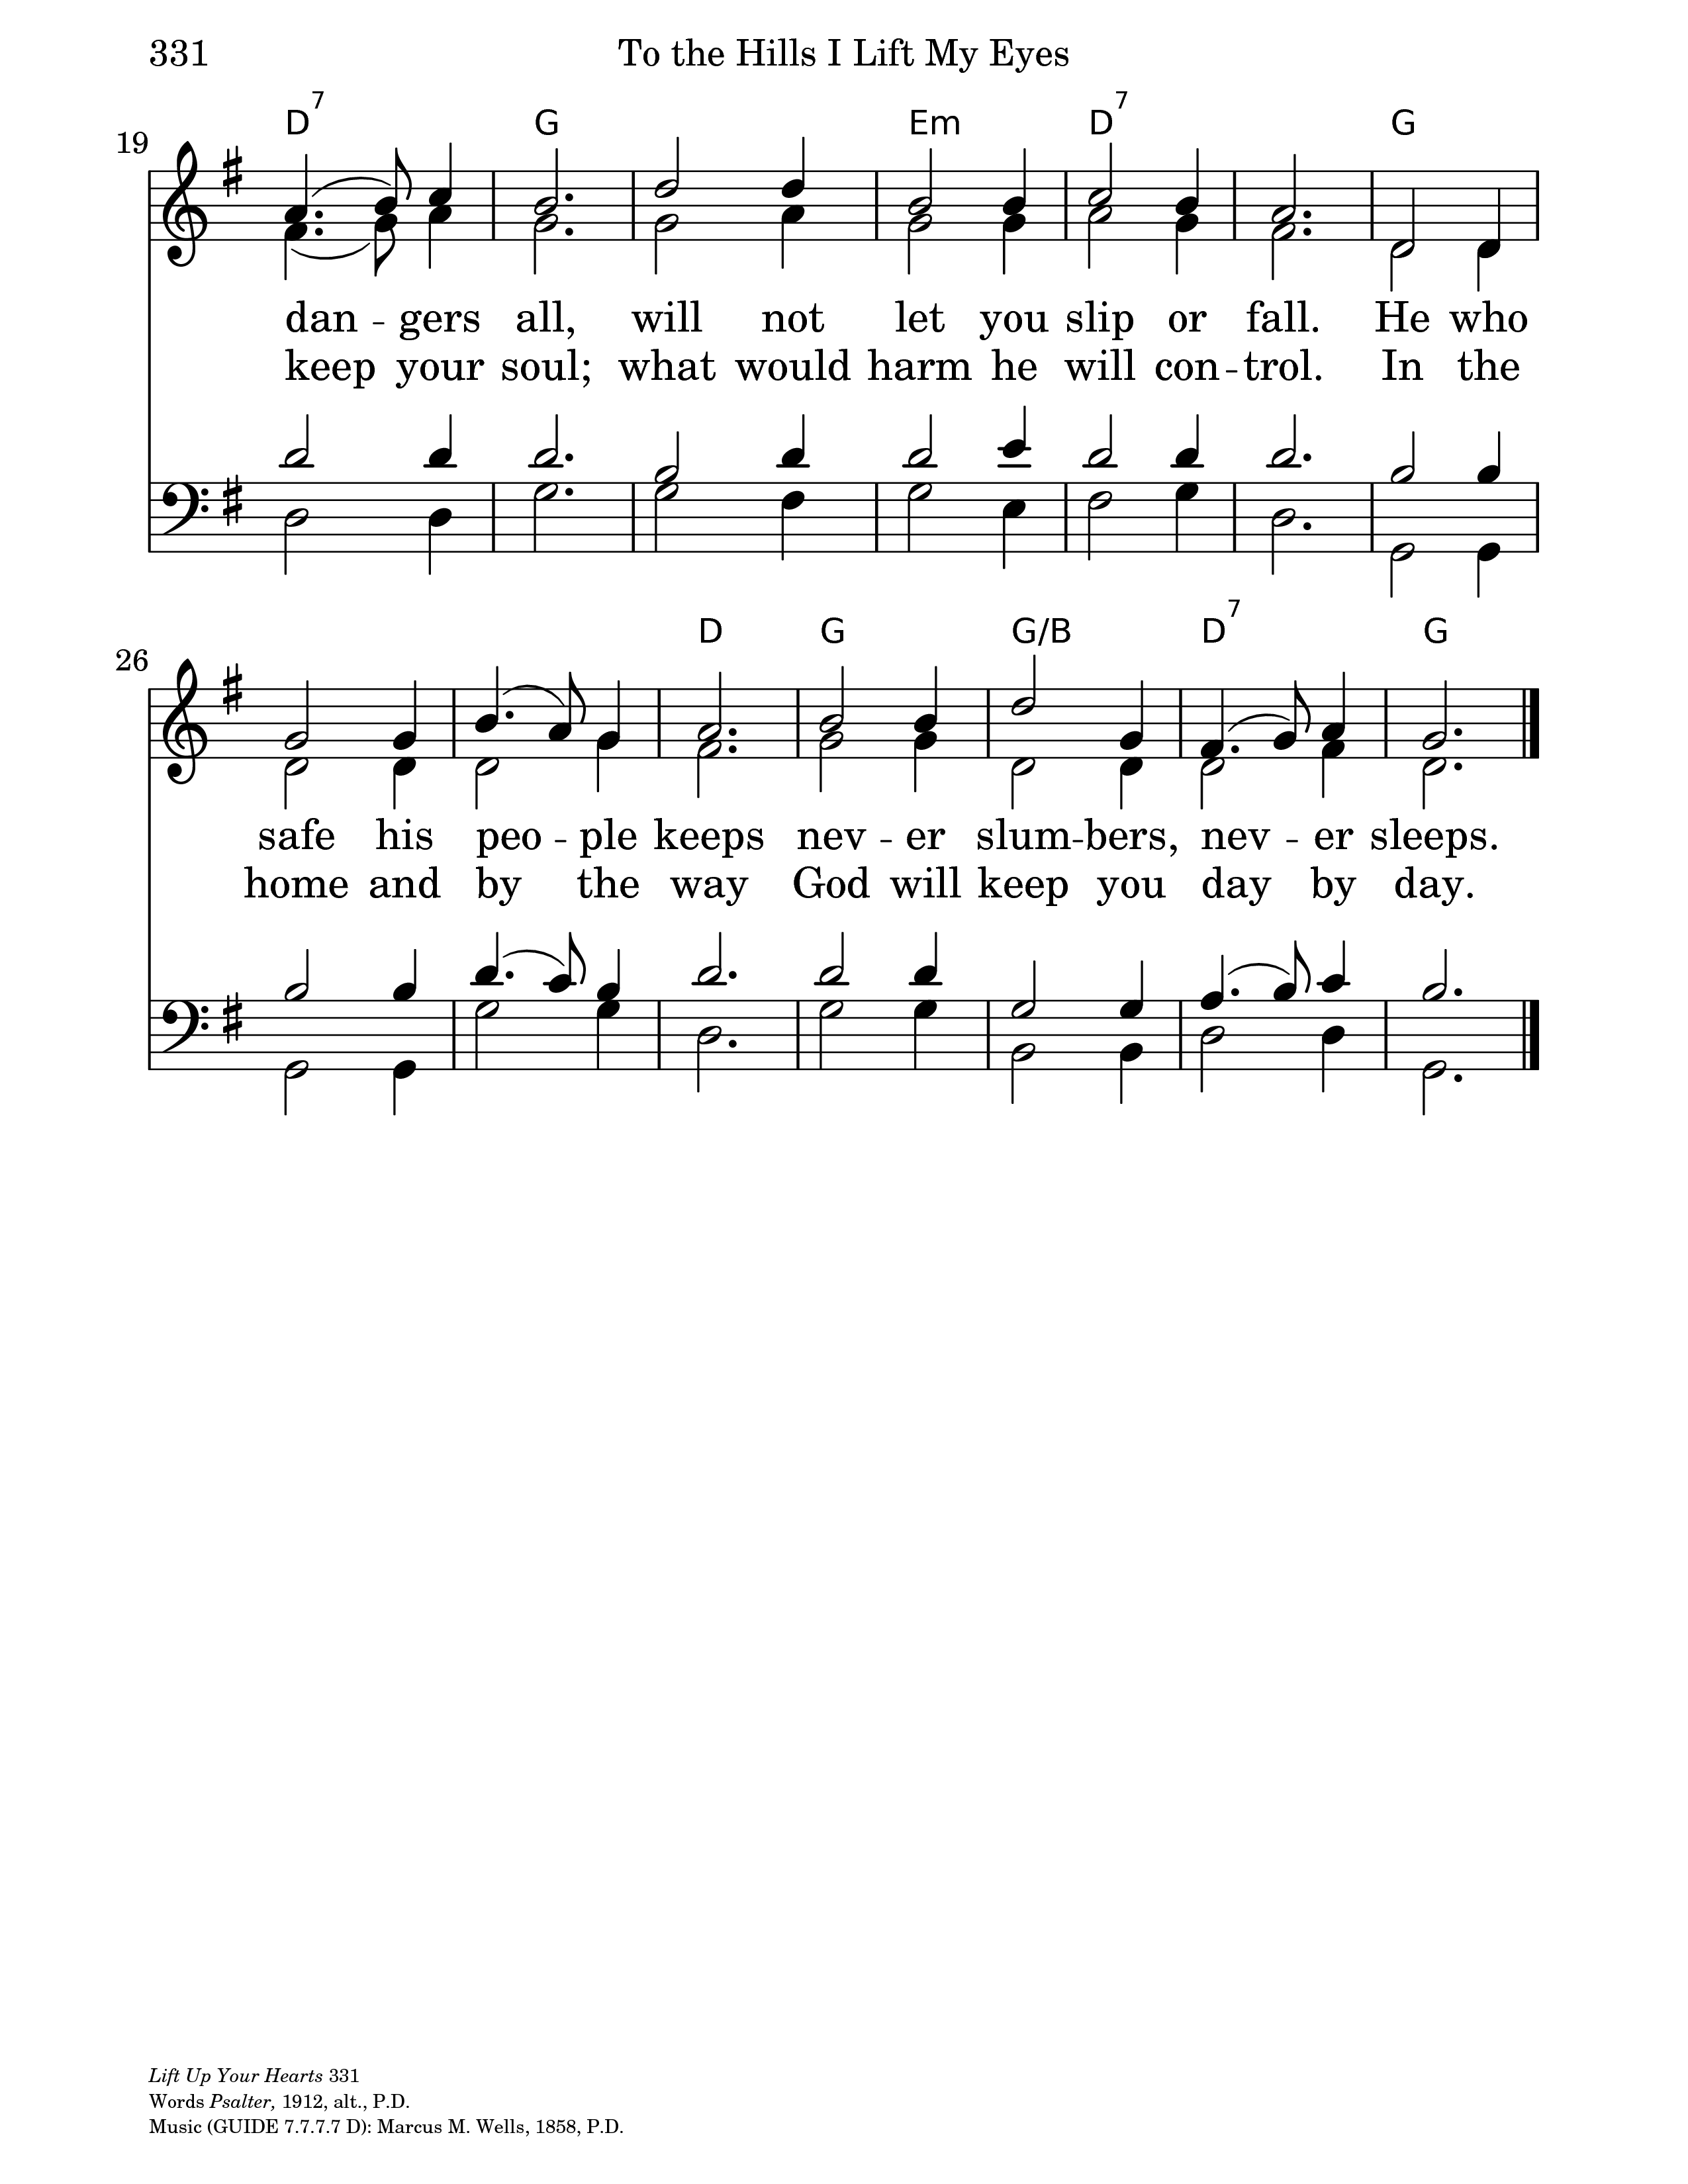 331 To the Hills I Lift My Eyes
D7 G Em D7 G
19
dan - gers all, will not let you slip or fall. He who
keep your soul; what would harm he will con - trol. In the
D G G/B D7 G
26
safe his peo - ple keeps nev - er slum - bers, nev - er sleeps.
home and by the way God will keep you day by day.
Lift Up Your Hearts 331
Words Psalter, 1912, alt., P.D.
Music (GUIDE 7.7.7.7 D): Marcus M. Wells, 1858, P.D.